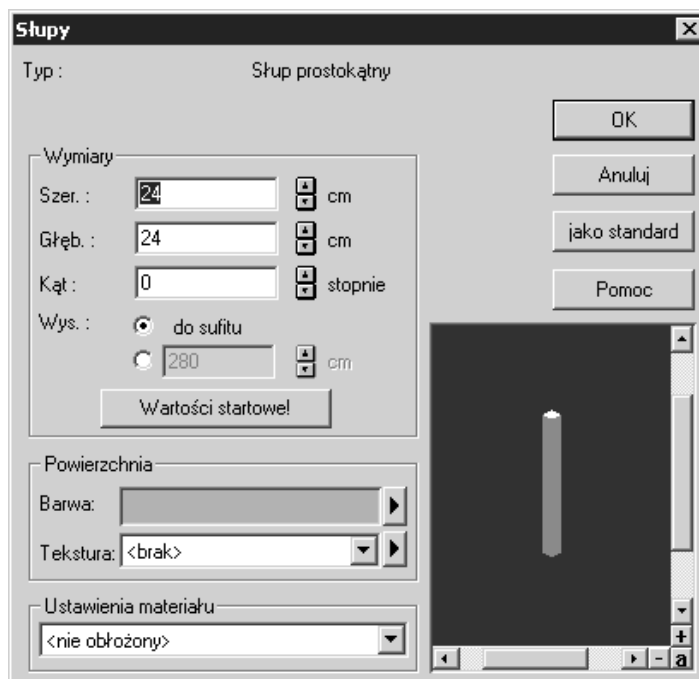 Słupy
Typ : Słup prostokątny
OK
Anuluj
jako standard
Pomoc
Wymiary
Szer. : 24 cm
Głęb. : 24 cm
Kąt : 0 stopnie
Wys. : do sufitu
280 cm
Wartości startowe!
Powierzchnia
Barwa:
Tekstura: <brak>
Ustawienia materiału
<nie obłożony>
+
- a